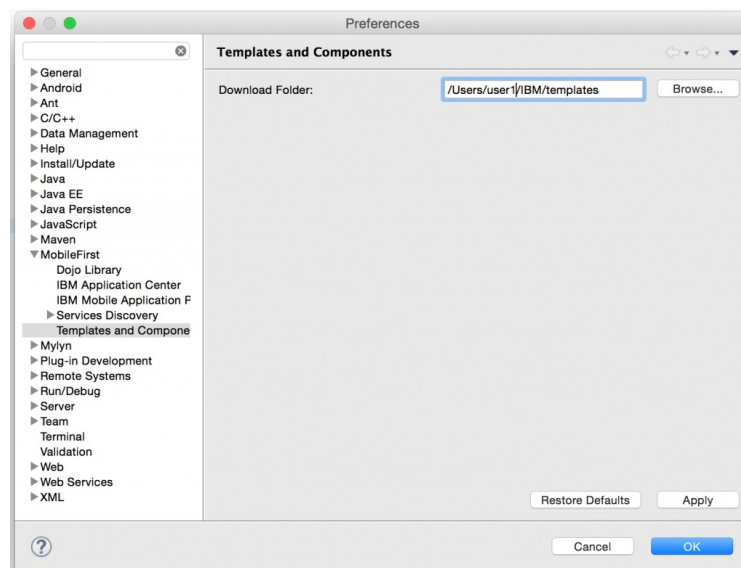 Preferences
Templates and Components
Download Folder:
/Users/user1/IBM/templates
Browse...
General
Android
Ant
C/C++
Data Management
Help
Install/Update
Java
Java EE
Java Persistence
JavaScript
Maven
MobileFirst
Dojo Library
IBM Application Center
IBM Mobile Application P
Services Discovery
Templates and Compone
Mylyn
Plug-in Development
Remote Systems
Run/Debug
Server
Team
Terminal
Validation
Web
Web Services
XML
Restore Defaults
Apply
?
Cancel
OK